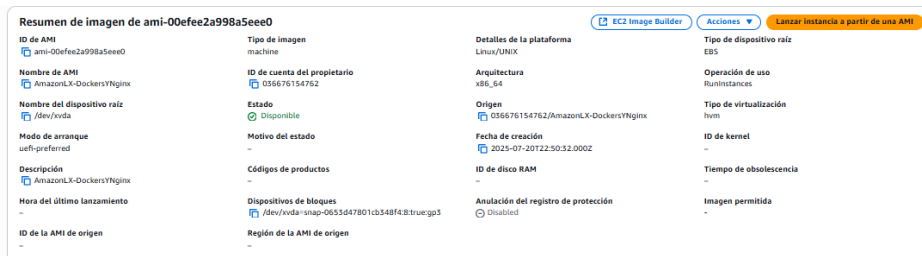 Resumen de imagen de ami-00efee2a998a5eee0
EC2 Image Builder
Acciones
Lanzar instancia a partir de una AMI
ID de AMI
ami-00efee2a998a5eee0
Tipo de imagen
machine
Detalles de la plataforma
Linux/UNIX
Tipo de dispositivo raíz
EBS
Nombre de AMI
AmazonLX-DockersYNginx
ID de cuenta del propietario
036676154762
Arquitectura
x86_64
Operación de uso
RunInstances
Nombre del dispositivo raíz
/dev/xvda
Estado
Disponible
Origen
036676154762/AmazonLX-DockersYNginx
Tipo de virtualización
hvm
Modo de arranque
uefi-preferred
Motivo del estado
–
Fecha de creación
2025-07-20T22:50:32.000Z
ID de kernel
–
Descripción
AmazonLX-DockersYNginx
Códigos de productos
–
ID de disco RAM
–
Tiempo de obsolescencia
–
Hora del último lanzamiento
–
Dispositivos de bloques
/dev/xvda=snap-0653d47801cb348f4:8:true:gp3
Anulación del registro de protección
Disabled
Imagen permitida
-
ID de la AMI de origen
–
Región de la AMI de origen
–